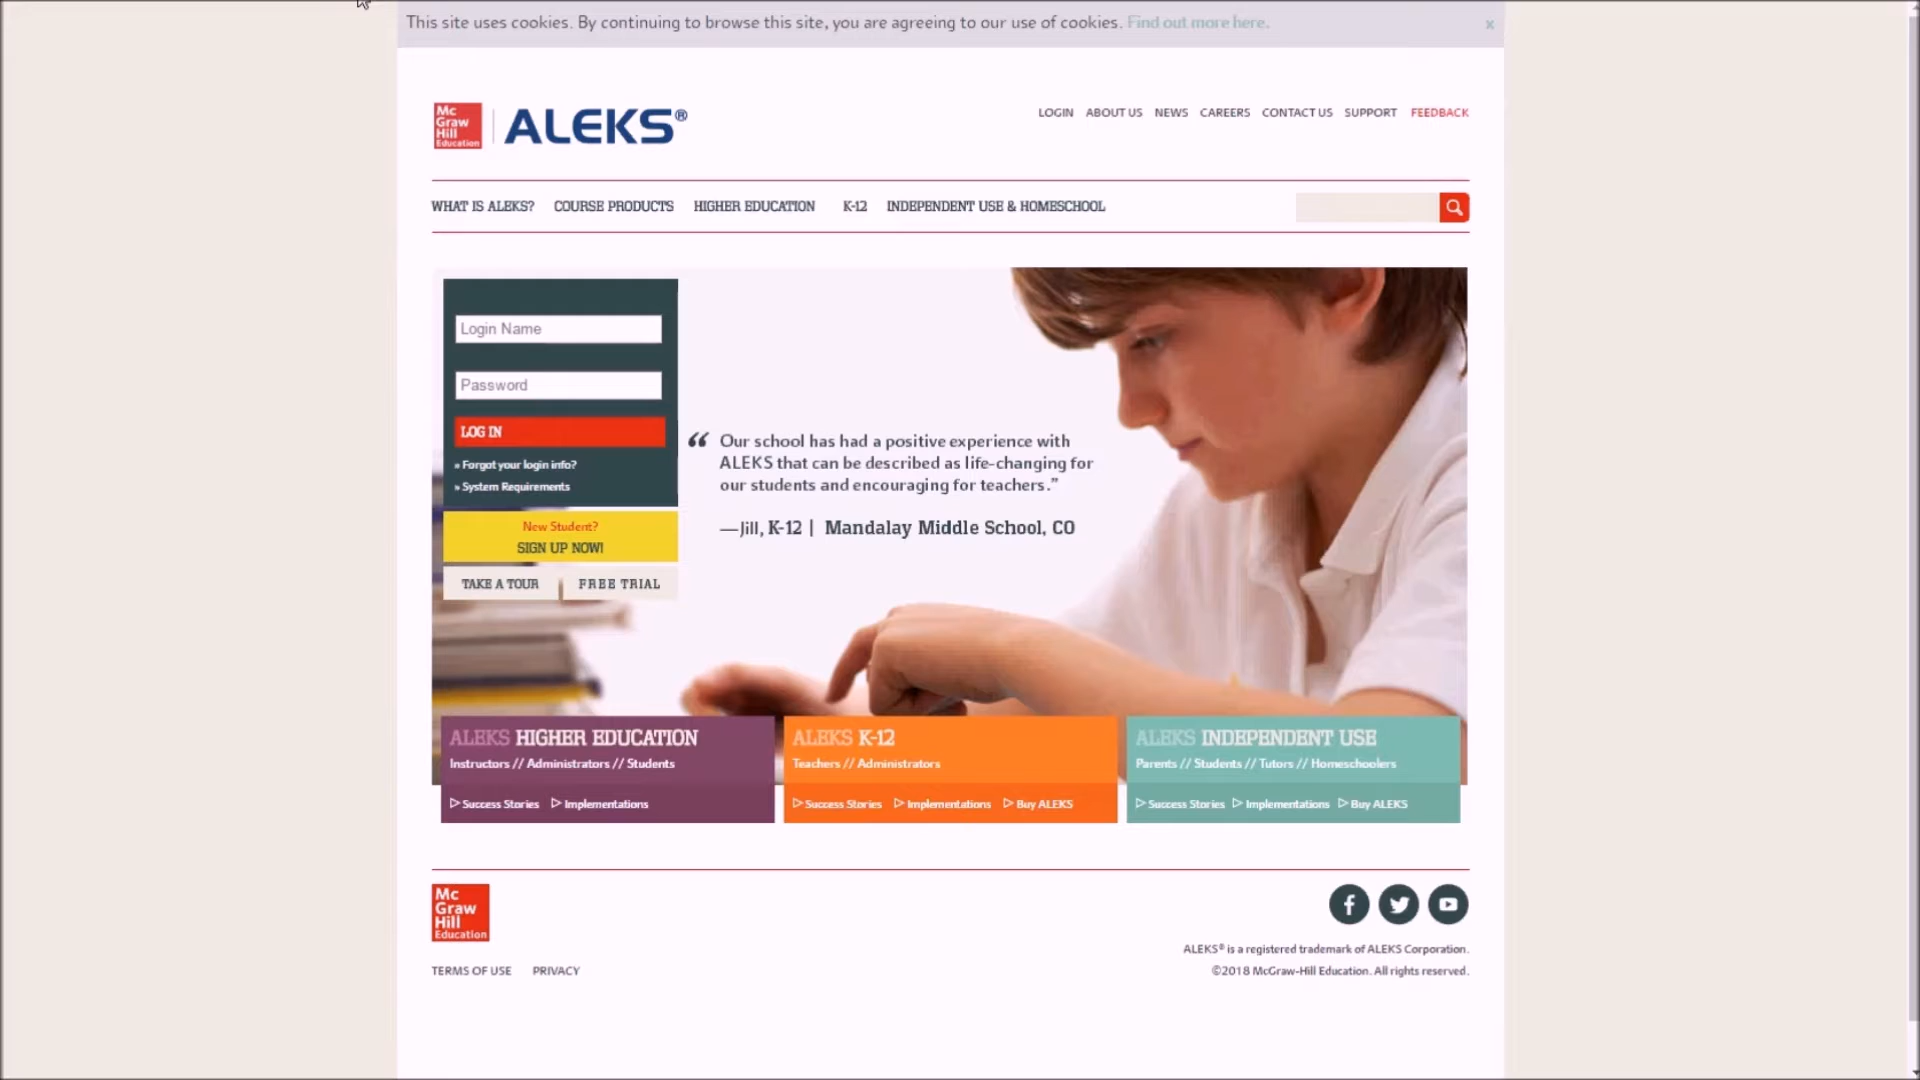 This site uses cookies. By continuing to browse this site, you are agreeing to our use of cookies. Find out more here.
x
Mc
Graw
Hill
Education
ALEKS®
LOGIN ABOUT US NEWS CAREERS CONTACT US SUPPORT FEEDBACK
WHAT IS ALEKS? COURSE PRODUCTS HIGHER EDUCATION K-12 INDEPENDENT USE & HOMESCHOOL
Login Name
Password
LOG IN
» Forgot your login info?
» System Requirements
New Student?
SIGN UP NOW!
TAKE A TOUR FREE TRIAL
“ Our school has had a positive experience with
ALEKS that can be described as life-changing for
our students and encouraging for teachers.”
—Jill, K-12 | Mandalay Middle School, CO
ALEKS HIGHER EDUCATION
Instructors // Administrators // Students
Success Stories Implementations
ALEKS K-12
Teachers // Administrators
Success Stories Implementations Buy ALEKS
ALEKS INDEPENDENT USE
Parents // Students // Tutors // Homeschoolers
Success Stories Implementations Buy ALEKS
Mc
Graw
Hill
Education
TERMS OF USE PRIVACY
ALEKS® is a registered trademark of ALEKS Corporation.
©2018 McGraw-Hill Education. All rights reserved.